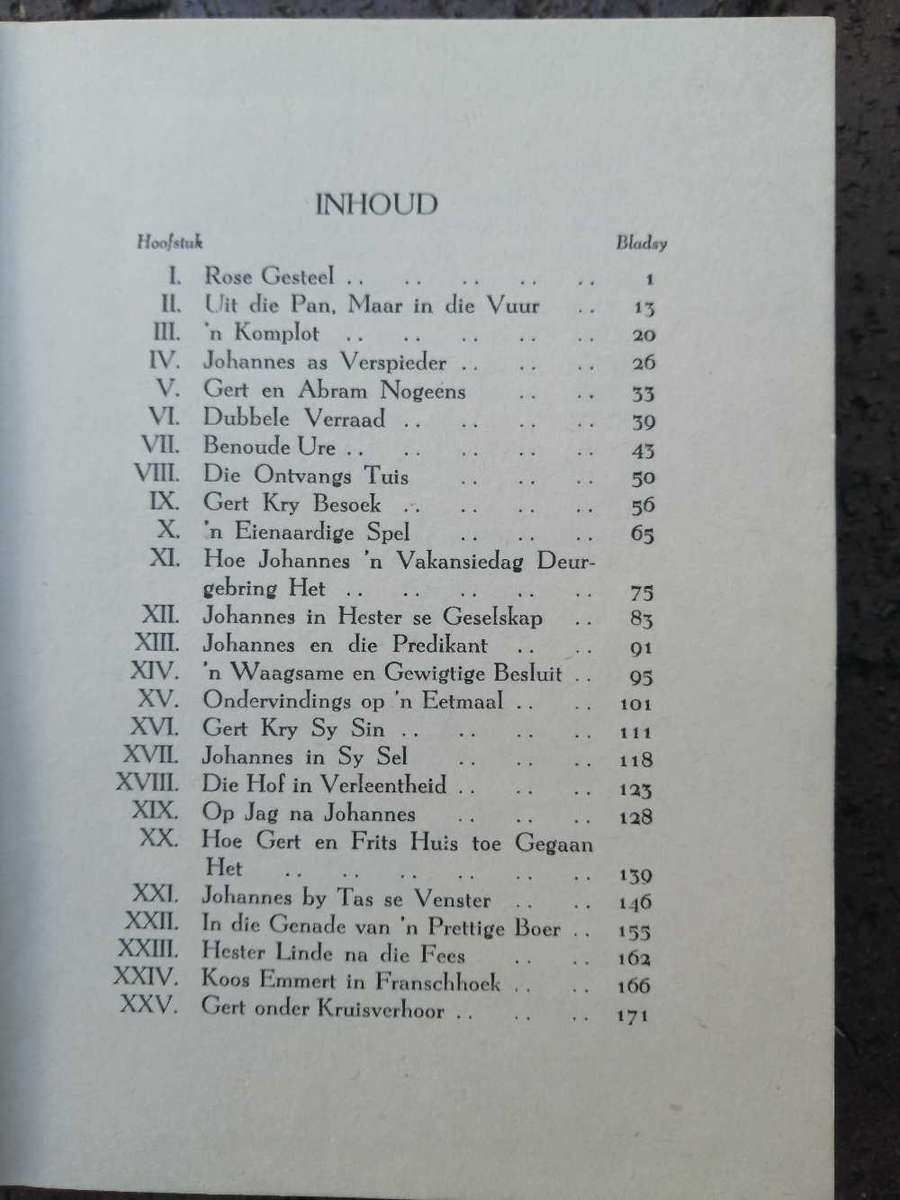 INHOUD
Hoofstuk Bladsy
I. Rose Gesteel .. .. .. .. .. 1
II. Uit die Pan, Maar in die Vuur .. 13
III. 'n Komplot .. .. .. .. .. 20
IV. Johannes as Verspieder .. .. .. 26
V. Gert en Abram Nogeens .. .. 33
VI. Dubbele Verraad .. .. .. .. 39
VII. Benoude Ure .. .. .. .. .. 43
VIII. Die Ontvangs Tuis .. .. .. 50
IX. Gert Kry Besoek .. .. .. .. 56
X. 'n Eienaardige Spel .. .. .. 65
XI. Hoe Johannes 'n Vakansiedag Deur-
gebring Het .. .. .. .. .. 75
XII. Johannes in Hester se Geselskap .. 83
XIII. Johannes en die Predikant .. .. 91
XIV. 'n Waagsame en Gewigtige Besluit .. 95
XV. Ondervindings op 'n Eetmaal .. .. 101
XVI. Gert Kry Sy Sin .. .. .. .. 111
XVII. Johannes in Sy Sel .. .. .. 118
XVIII. Die Hof in Verleentheid .. .. .. 123
XIX. Op Jag na Johannes .. .. .. 128
XX. Hoe Gert en Frits Huis toe Gegaan
Het .. .. .. .. .. .. 139
XXI. Johannes by Tas se Venster .. .. 146
XXII. In die Genade van 'n Prettige Boer .. 155
XXIII. Hester Linde na die Fees .. .. 162
XXIV. Koos Emmert in Franschhoek .. .. 166
XXV. Gert onder Kruisverhoor .. .. .. 171